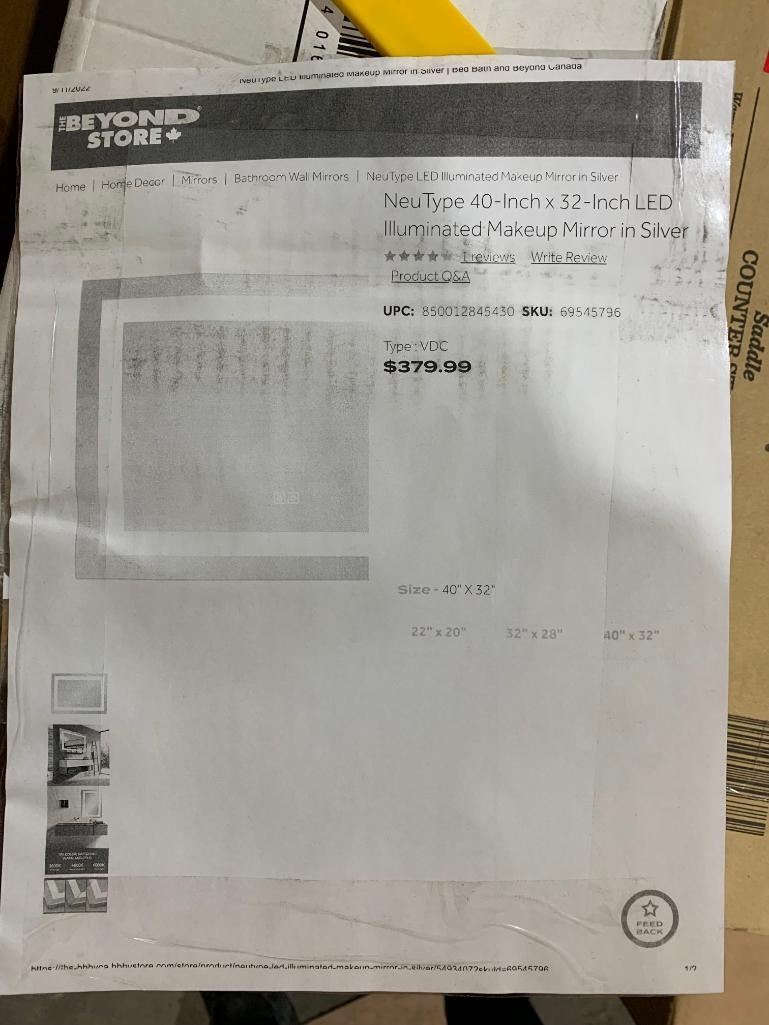 4 016
9/11/2022
NeuType LED Illuminated Makeup Mirror in Silver | Bed Bath and Beyond Canada
THE BEYOND®
STORE
Home | Home Decor | Mirrors | Bathroom Wall Mirrors | NeuType LED Illuminated Makeup Mirror in Silver
NeuType 40-Inch x 32-Inch LED
Illuminated Makeup Mirror in Silver
1 reviews Write Review
Product Q&A
UPC: 850012845430 SKU: 69545796
Type : VDC
$379.99
Size - 40" X 32"
22" x 20" 32" x 28" 40" x 32"
FEED
BACK
1/2
Saddle
COUNTER